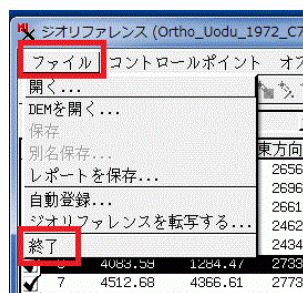 ジオリファレンス (Ortho_Uodu_1972_C7
ファイル コントロールポイント オ
開く...
DEMを開く...
保存
別名保存...
レポートを保存... 東方向
自動登録... 2656
ジオリファレンスを転写する... 2696
終了 2661
2462
2434
4083.59 1284.47 2733
7 4512.68 4366.61 2773